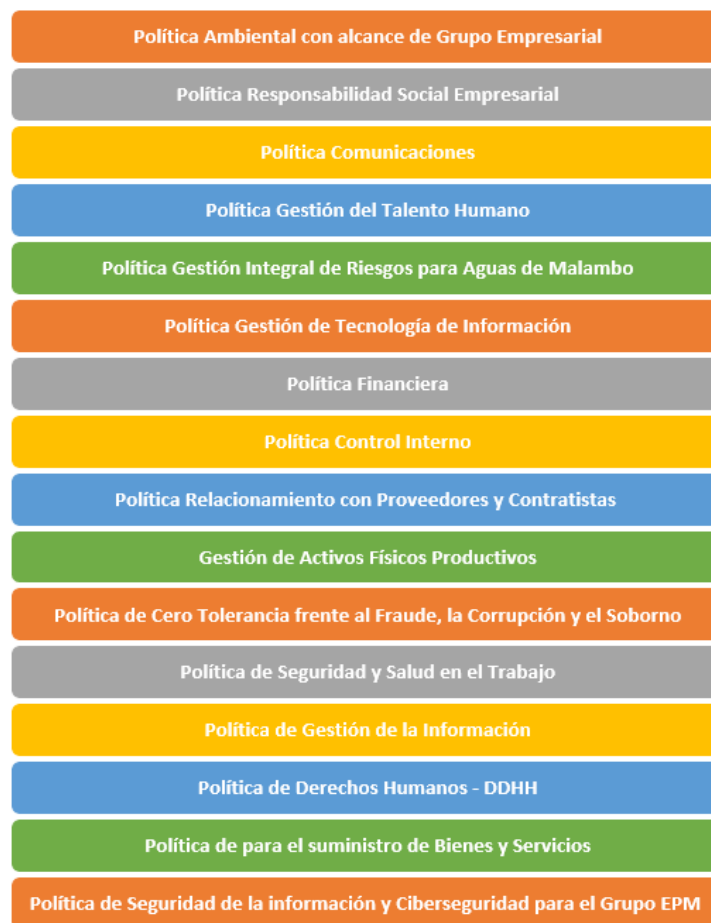 Política Ambiental con alcance de Grupo Empresarial
Política Responsabilidad Social Empresarial
Política Comunicaciones
Política Gestión del Talento Humano
Política Gestión Integral de Riesgos para Aguas de Malambo
Política Gestión de Tecnología de Información
Política Financiera
Política Control Interno
Política Relacionamiento con Proveedores y Contratistas
Gestión de Activos Físicos Productivos
Política de Cero Tolerancia frente al Fraude, la Corrupción y el Soborno
Política de Seguridad y Salud en el Trabajo
Política de Gestión de la Información
Política de Derechos Humanos - DDHH
Política de para el suministro de Bienes y Servicios
Política de Seguridad de la información y Ciberseguridad para el Grupo EPM